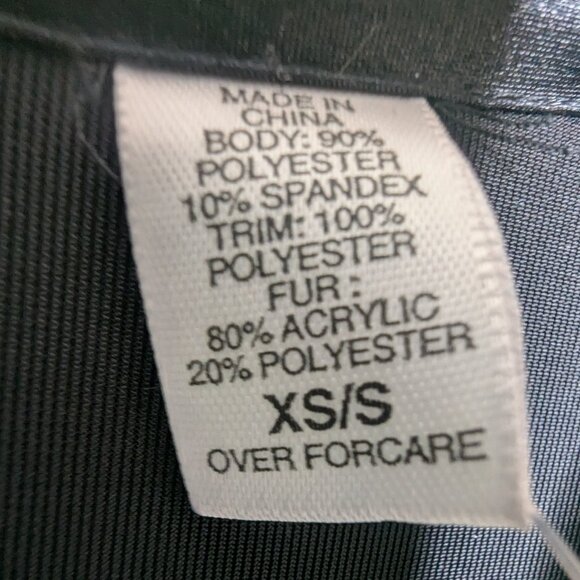 MADE IN
CHINA
BODY: 90%
POLYESTER
10% SPANDEX
TRIM: 100%
POLYESTER
FUR:
80% ACRYLIC
20% POLYESTER
XS/S
OVER FORCARE